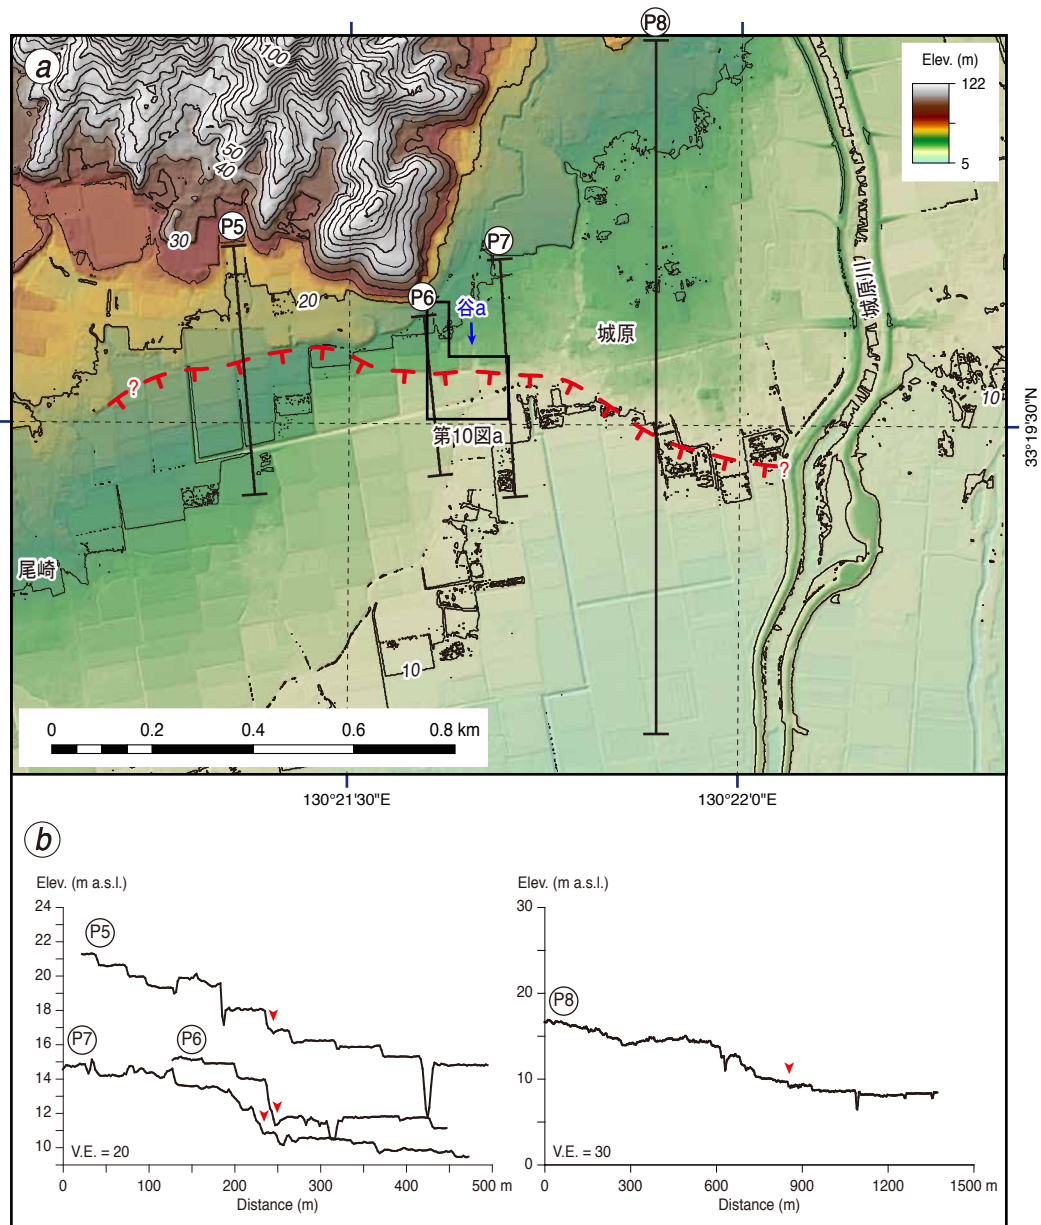 P8
a
Elev. (m)
122
5
100
50
40
30
P5
P7
P6
20
谷a
城原
城原川
?
10
33°19'30"N
第10図a
?
尾崎
10
0 0.2 0.4 0.6 0.8 km
130°21'30"E 130°22'0"E
b
Elev. (m a.s.l.)
24
22
20
18
16
14
12
10
P5
P7
P6
V.E. = 20
0 100 200 300 400 500 m
Distance (m)
Elev. (m a.s.l.)
30
20
10
0
P8
V.E. = 30
0 300 600 900 1200 1500 m
Distance (m)